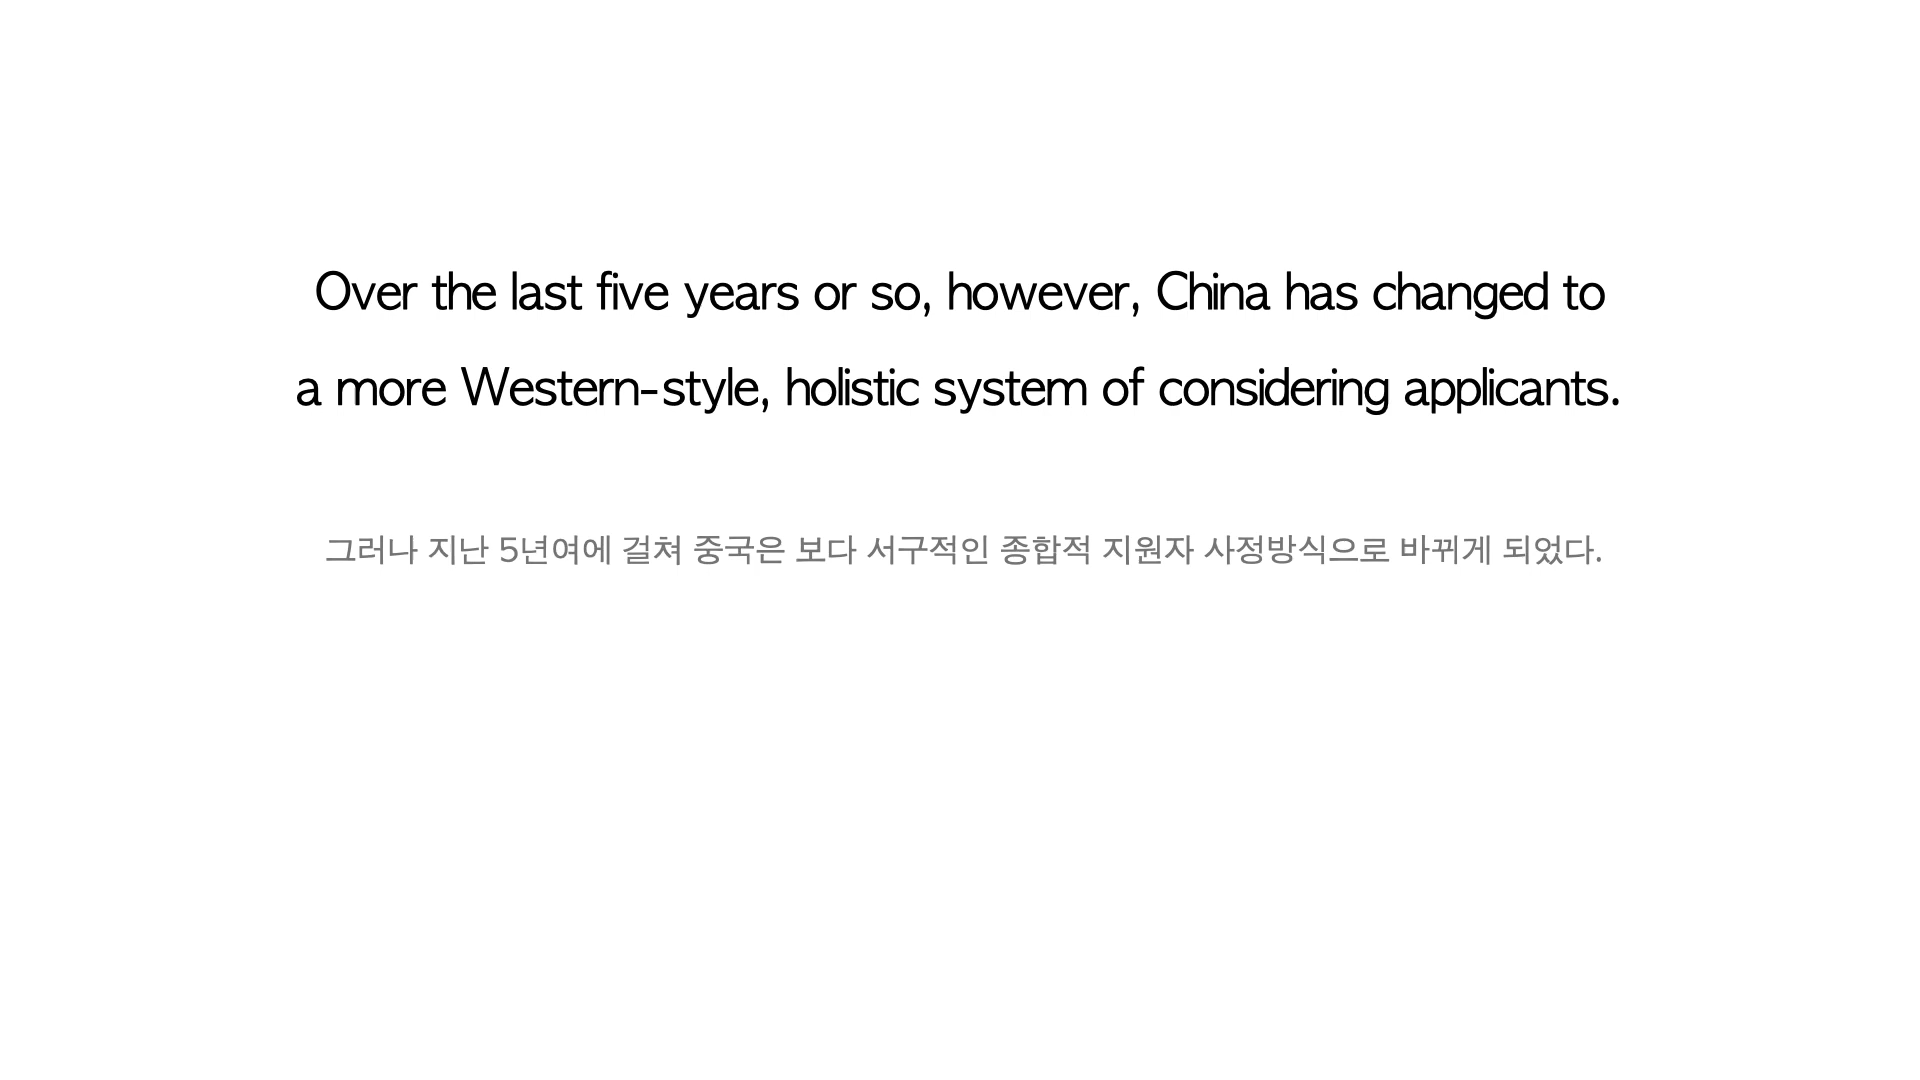 Over the last five years or so, however, China has changed to
a more Western-style, holistic system of considering applicants.
그러나 지난 5년여에 걸쳐 중국은 보다 서구적인 종합적 지원자 사정방식으로 바뀌게 되었다.